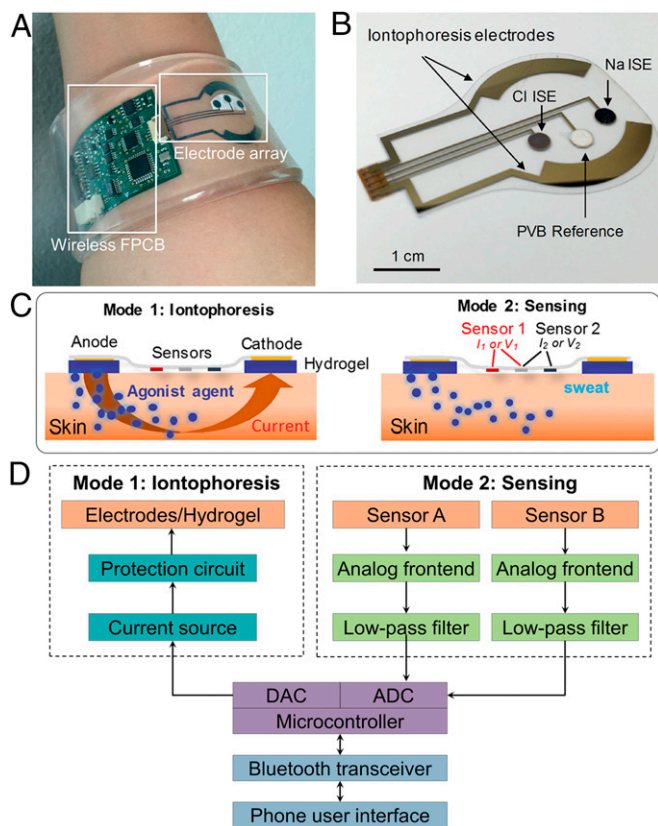 A
Electrode array
Wireless FPCB
B
Iontophoresis electrodes
Na ISE
Cl ISE
PVB Reference
1 cm
C
Mode 1: Iontophoresis
Anode
Cathode
Sensors
Hydrogel
Agonist agent
Skin
Current
Mode 2: Sensing
Sensor 1
I₁ or V₁
Sensor 2
I₂ or V₂
sweat
Skin
D
Mode 1: Iontophoresis
Electrodes/Hydrogel
Protection circuit
Current source
Mode 2: Sensing
Sensor A
Sensor B
Analog frontend
Analog frontend
Low-pass filter
Low-pass filter
DAC
ADC
Microcontroller
Bluetooth transceiver
Phone user interface